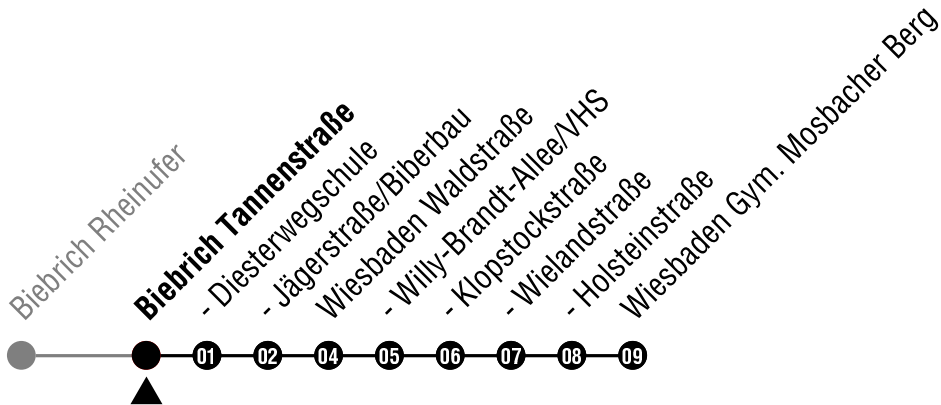 Biebrich Rheinufer
Biebrich Tannenstraße
- Diesterwegschule
- Jägerstraße/Biberbau
Wiesbaden Waldstraße
- Willy-Brandt-Allee/VHS
- Klopstockstraße
- Wielandstraße
- Holsteinstraße
Wiesbaden Gym. Mosbacher Berg
01 02 04 05 06 07 08 09